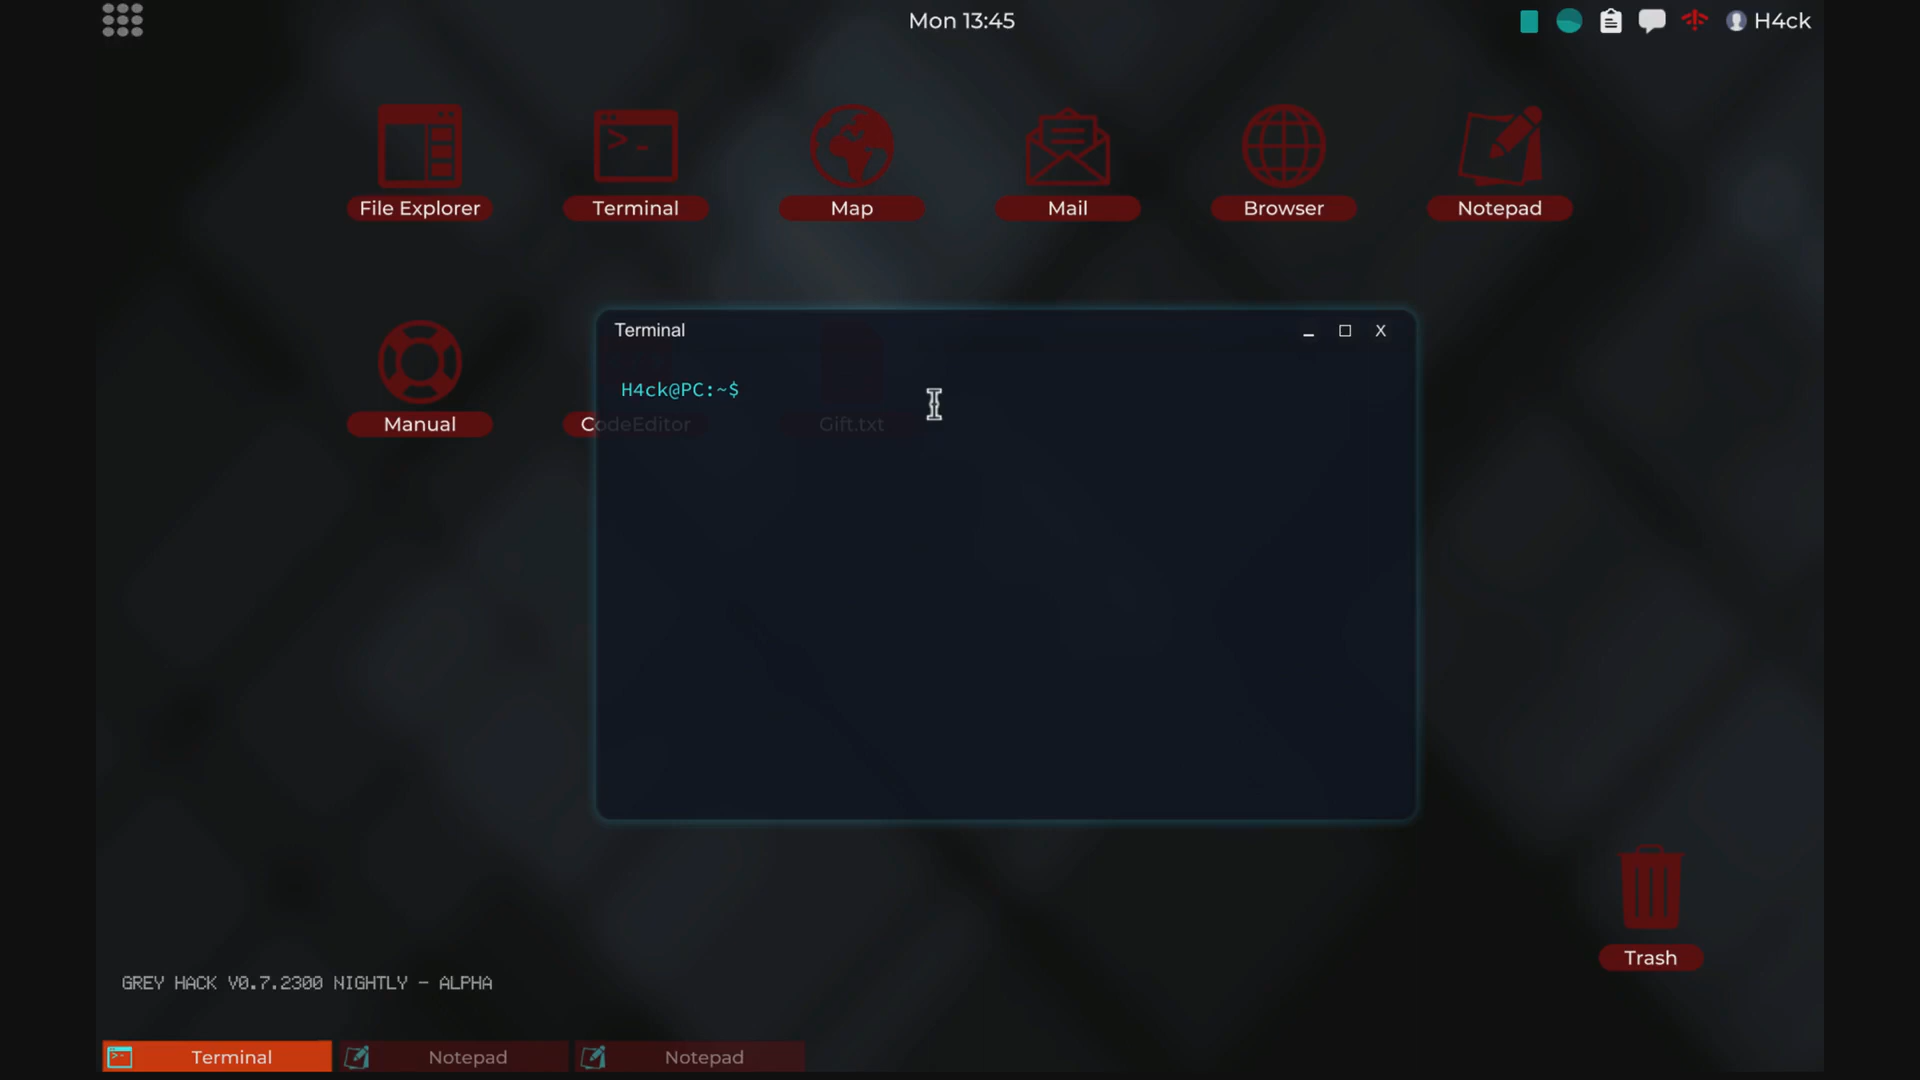 Mon 13:45
H4ck
File Explorer
Terminal
Map
Mail
Browser
Notepad
Manual
CodeEditor
Gift.txt
Terminal
X
H4ck@PC:~$
Trash
GREY HACK V0.7.2300 NIGHTLY - ALPHA
Terminal
Notepad
Notepad